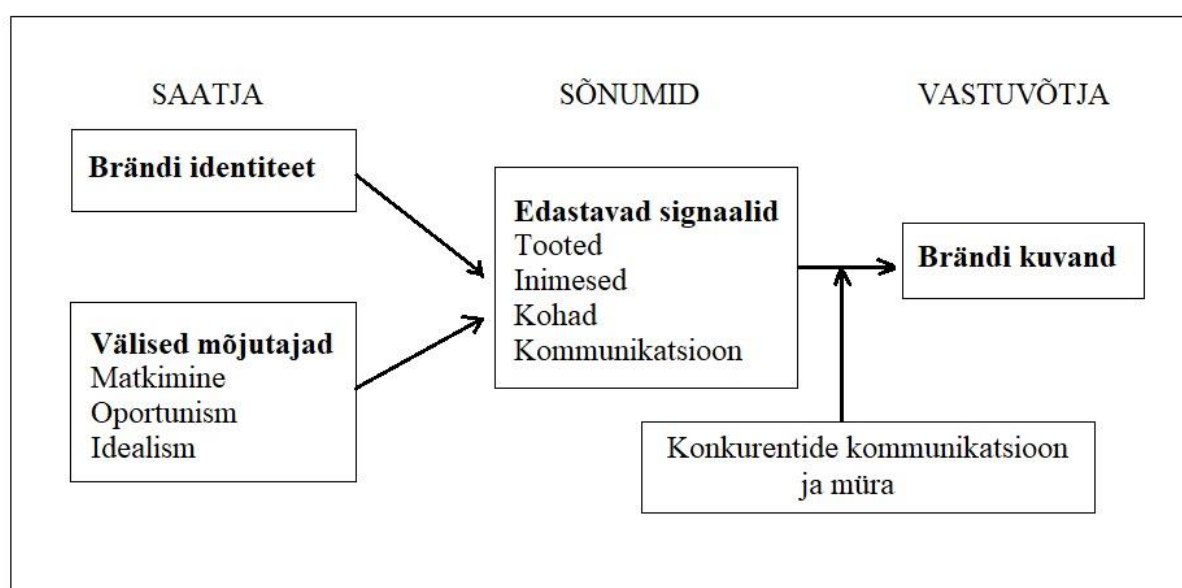 SAATJA
SÕNUMID
VASTUVÕTJA
Brändi identiteet
Välised mõjutajad
Matkimine
Oportunism
Idealism
Edastavad signaalid
Tooted
Inimesed
Kohad
Kommunikatsioon
Brändi kuvand
Konkurentide kommunikatsioon
ja müra